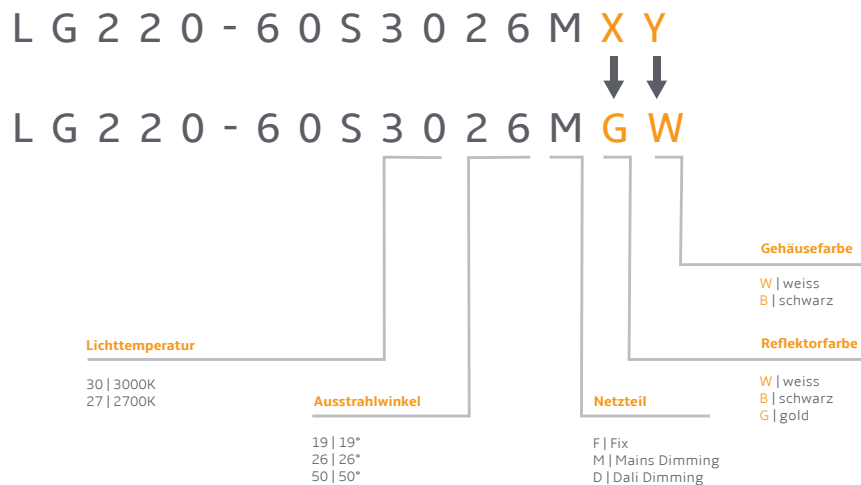 LG220-60S3026MXY
LG220-60S3026MGW
Gehäusefarbe
W | weiss
B | schwarz
Lichttemperatur
30 | 3000K
27 | 2700K
Reflektorfarbe
W | weiss
B | schwarz
G | gold
Ausstrahlwinkel
19 | 19°
26 | 26°
50 | 50°
Netzteil
F | Fix
M | Mains Dimming
D | Dali Dimming